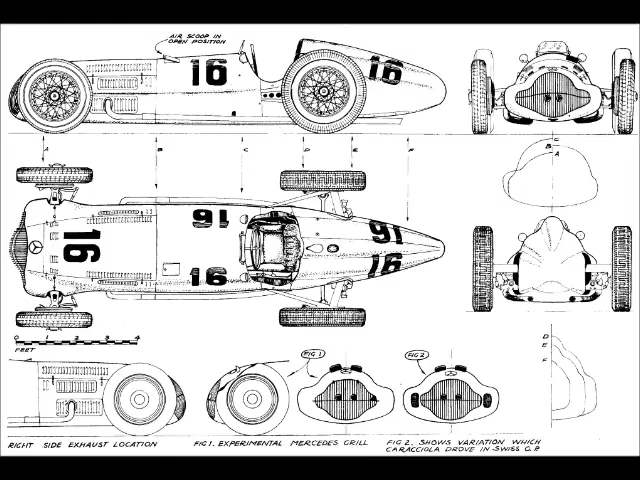 AIR SCOOP IN
OPEN POSITION
16
16
A
B
C
D
E
F
C
B
A
16
16
16
16
16
0 1 2 3 4
FEET
D
E
F
FIG 1
FIG 2
RIGHT SIDE EXHAUST LOCATION
FIG 1. EXPERIMENTAL MERCEDES GRILL
FIG 2. SHOWS VARIATION WHICH
CARACCIOLA DROVE IN SWISS G.P.